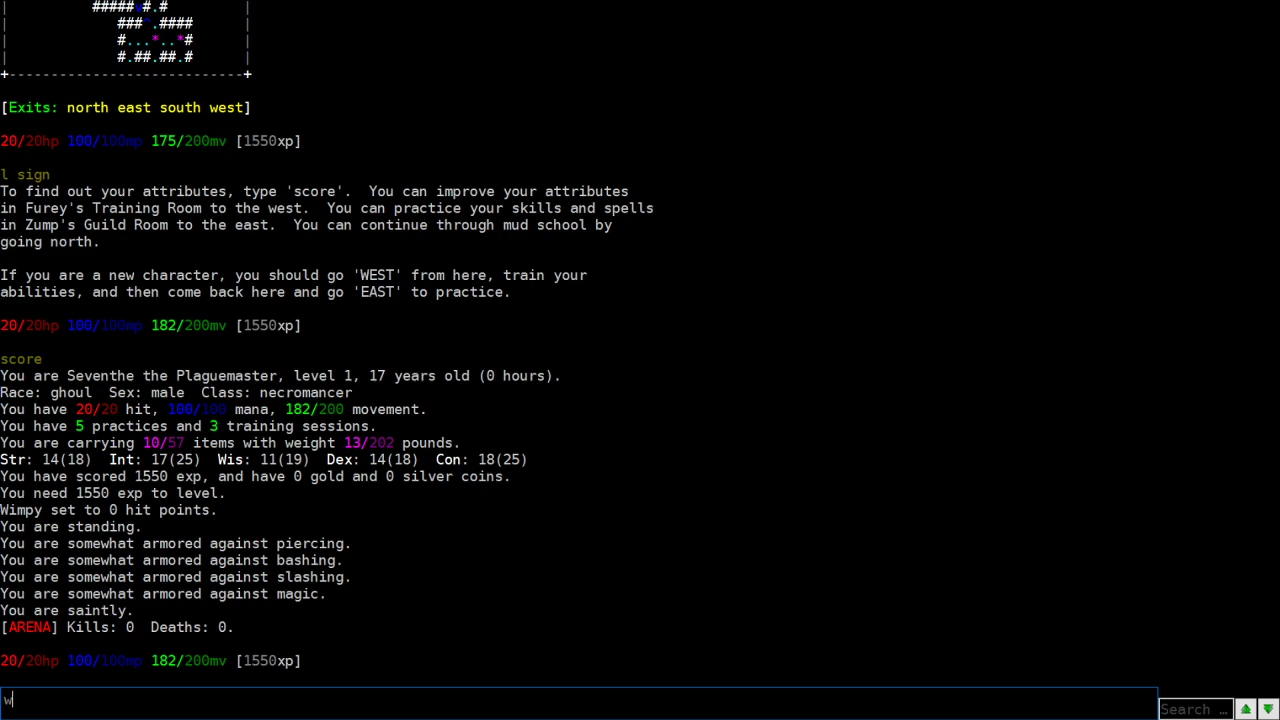 |           #####v#.#          |
|              ###^.####       |
|              #...*..*#       |
|              #.##.##.#       |
+----------------------------+
[Exits: north east south west]
20/20hp 100/100mp 175/200mv [1550xp]
l sign
To find out your attributes, type 'score'.  You can improve your attributes
in Furey's Training Room to the west.  You can practice your skills and spells
in Zump's Guild Room to the east.  You can continue through mud school by
going north.
If you are a new character, you should go 'WEST' from here, train your
abilities, and then come back here and go 'EAST' to practice.
20/20hp 100/100mp 182/200mv [1550xp]
score
You are Seventhe the Plaguemaster, level 1, 17 years old (0 hours).
Race: ghoul  Sex: male  Class: necromancer
You have 20/20 hit, 100/100 mana, 182/200 movement.
You have 5 practices and 3 training sessions.
You are carrying 10/57 items with weight 13/202 pounds.
Str: 14(18)  Int: 17(25)  Wis: 11(19)  Dex: 14(18)  Con: 18(25)
You have scored 1550 exp, and have 0 gold and 0 silver coins.
You need 1550 exp to level.
Wimpy set to 0 hit points.
You are standing.
You are somewhat armored against piercing.
You are somewhat armored against bashing.
You are somewhat armored against slashing.
You are somewhat armored against magic.
You are saintly.
[ARENA] Kills: 0  Deaths: 0.
20/20hp 100/100mp 182/200mv [1550xp]
w
Search ...